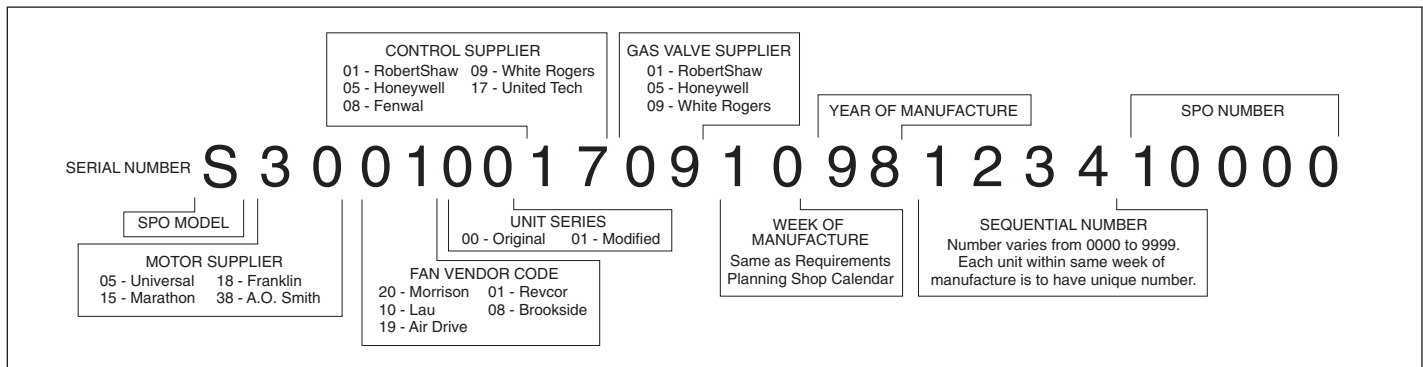 CONTROL SUPPLIER
01 - RobertShaw 09 - White Rogers
05 - Honeywell 17 - United Tech
08 - Fenwal
GAS VALVE SUPPLIER
01 - RobertShaw
05 - Honeywell
09 - White Rogers
YEAR OF MANUFACTURE
SPO NUMBER
SERIAL NUMBER S 3 0 0 1 0 0 1 7 0 9 1 0 9 8 1 2 3 4 1 0 0 0 0
SPO MODEL
MOTOR SUPPLIER
05 - Universal 18 - Franklin
15 - Marathon 38 - A.O. Smith
UNIT SERIES
00 - Original 01 - Modified
FAN VENDOR CODE
20 - Morrison 01 - Revcor
10 - Lau 08 - Brookside
19 - Air Drive
WEEK OF
MANUFACTURE
Same as Requirements
Planning Shop Calendar
SEQUENTIAL NUMBER
Number varies from 0000 to 9999.
Each unit within same week of
manufacture is to have unique number.